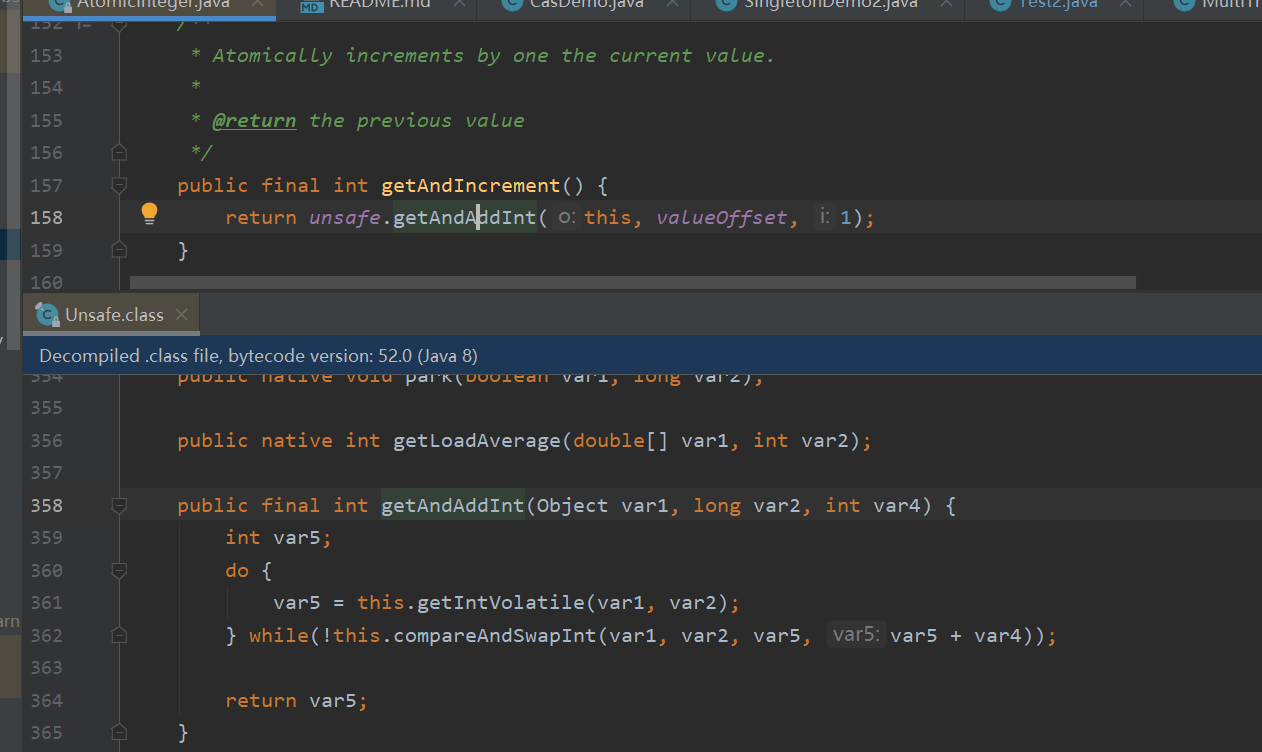 AtomicInteger.java README.md CasDemo.java SingletonDemo2.java Test2.java
152 /**
153 * Atomically increments by one the current value.
154 *
155 * @return the previous value
156 */
157 public final int getAndIncrement() {
158 return unsafe.getAndAddInt( o: this, valueOffset, i: 1);
159 }
160
Unsafe.class
Decompiled .class file, bytecode version: 52.0 (Java 8)
354 public native void park(boolean var1, long var2);
355
356 public native int getLoadAverage(double[] var1, int var2);
357
358 public final int getAndAddInt(Object var1, long var2, int var4) {
359 int var5;
360 do {
361 var5 = this.getIntVolatile(var1, var2);
362 } while(!this.compareAndSwapInt(var1, var2, var5, var5: var5 + var4));
363
364 return var5;
365 }